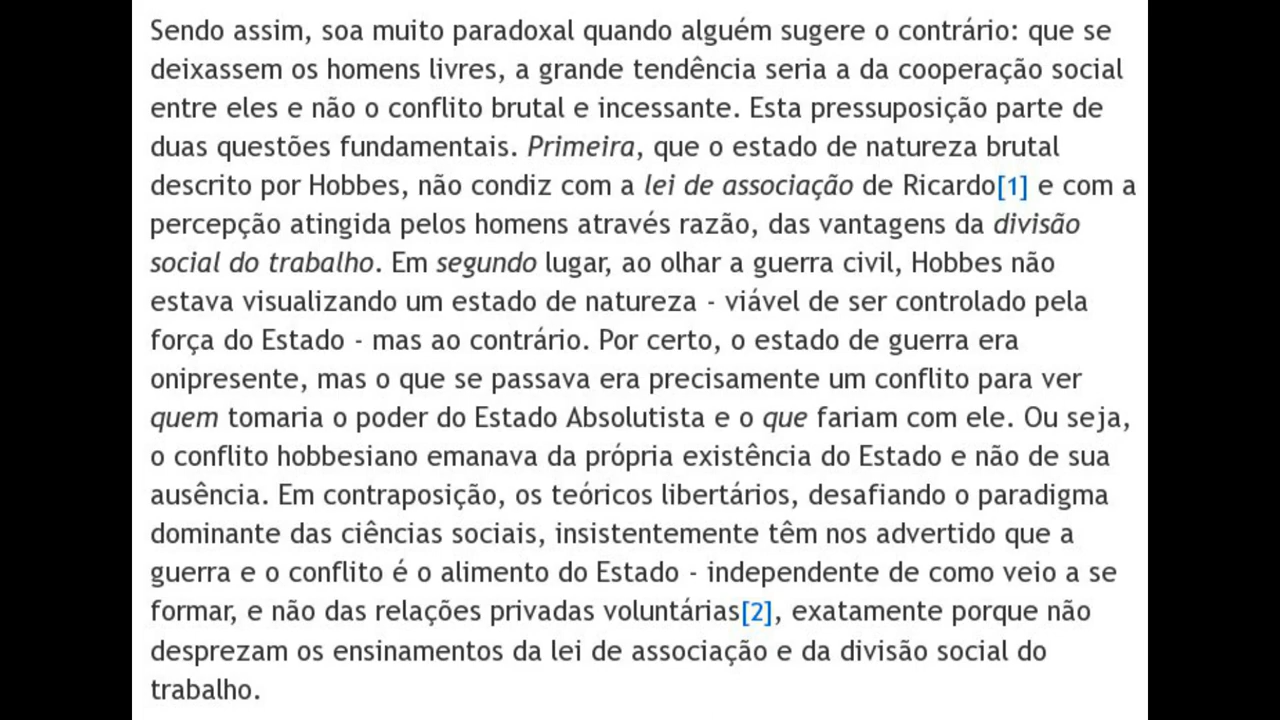 Sendo assim, soa muito paradoxal quando alguém sugere o contrário: que se
deixassem os homens livres, a grande tendência seria a da cooperação social
entre eles e não o conflito brutal e incessante. Esta pressuposição parte de
duas questões fundamentais. Primeira, que o estado de natureza brutal
descrito por Hobbes, não condiz com a lei de associação de Ricardo[1] e com a
percepção atingida pelos homens através razão, das vantagens da divisão
social do trabalho. Em segundo lugar, ao olhar a guerra civil, Hobbes não
estava visualizando um estado de natureza - viável de ser controlado pela
força do Estado - mas ao contrário. Por certo, o estado de guerra era
onipresente, mas o que se passava era precisamente um conflito para ver
quem tomaria o poder do Estado Absolutista e o que fariam com ele. Ou seja,
o conflito hobbesiano emanava da própria existência do Estado e não de sua
ausência. Em contraposição, os teóricos libertários, desafiando o paradigma
dominante das ciências sociais, insistentemente têm nos advertido que a
guerra e o conflito é o alimento do Estado - independente de como veio a se
formar, e não das relações privadas voluntárias[2], exatamente porque não
desprezam os ensinamentos da lei de associação e da divisão social do
trabalho.